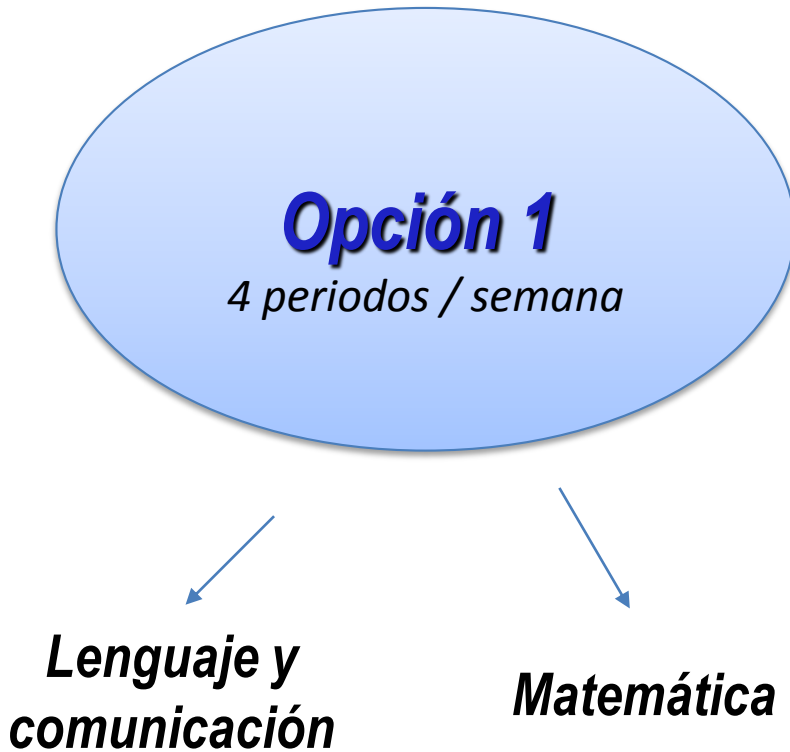 Opción 1
4 periodos / semana
Lenguaje y
comunicación
Matemática